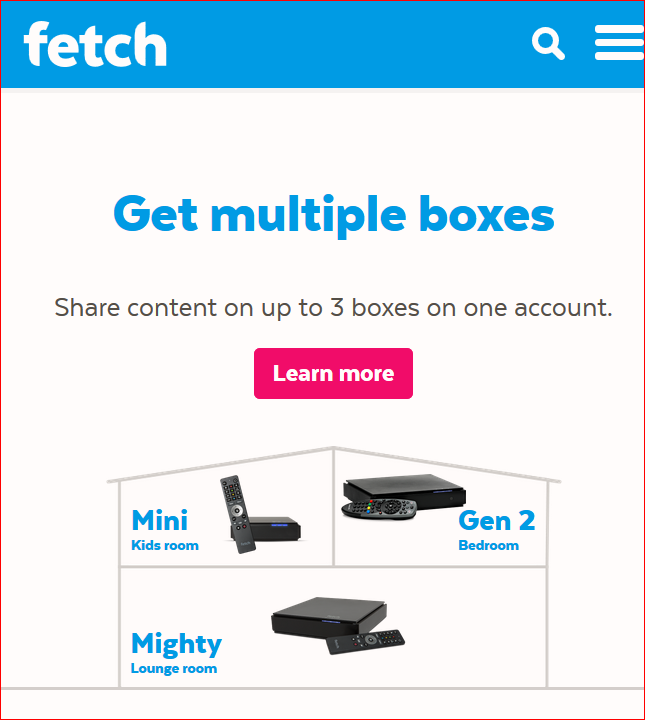 fetch
Get multiple boxes
Share content on up to 3 boxes on one account.
Learn more
Mini
Kids room
Gen 2
Bedroom
Mighty
Lounge room